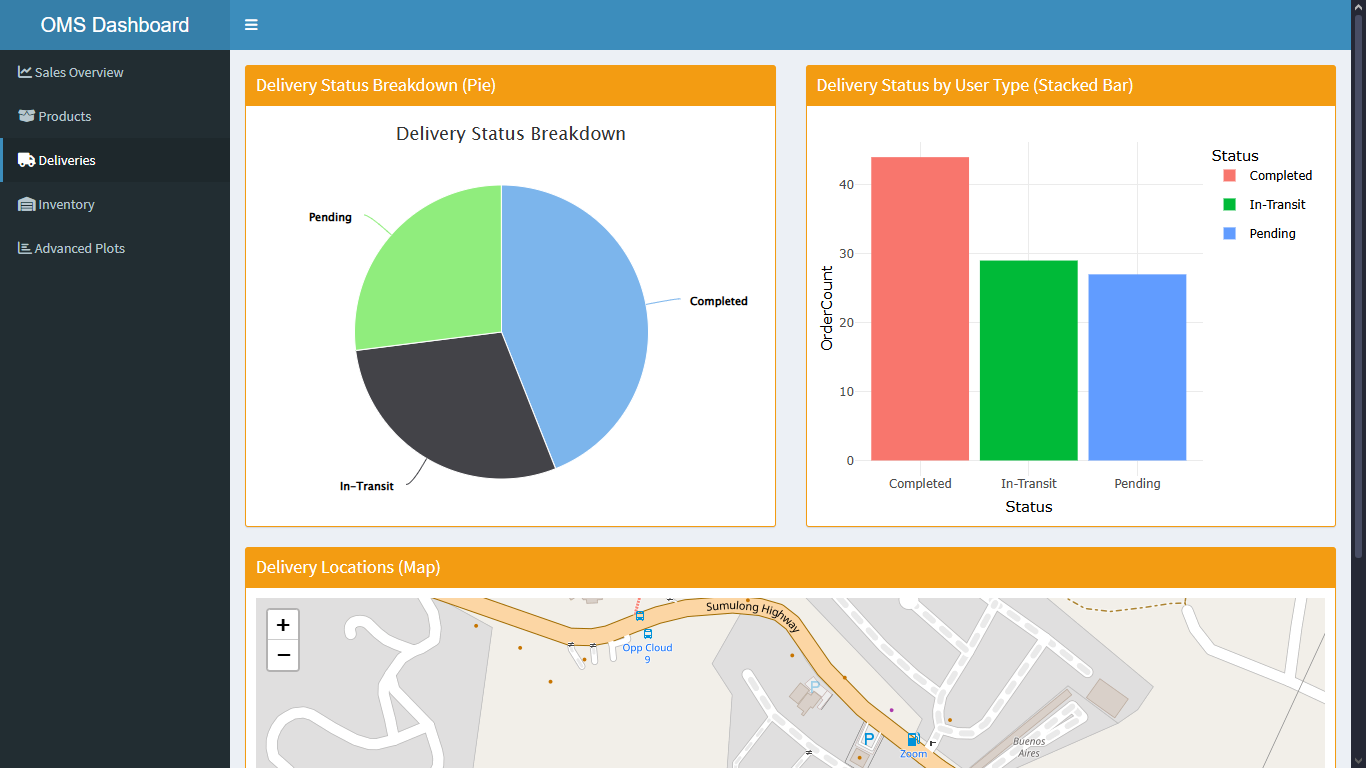 OMS Dashboard
Sales Overview
Products
Deliveries
Inventory
Advanced Plots
Delivery Status Breakdown (Pie)
Delivery Status Breakdown
Pending
Completed
In-Transit
Delivery Status by User Type (Stacked Bar)
OrderCount
40
30
20
10
0
Completed
In-Transit
Pending
Status
Status
Completed
In-Transit
Pending
Delivery Locations (Map)
+
−
Sumulong Highway
Opp Cloud
9
P
P
Zoom
Buenos
Aires